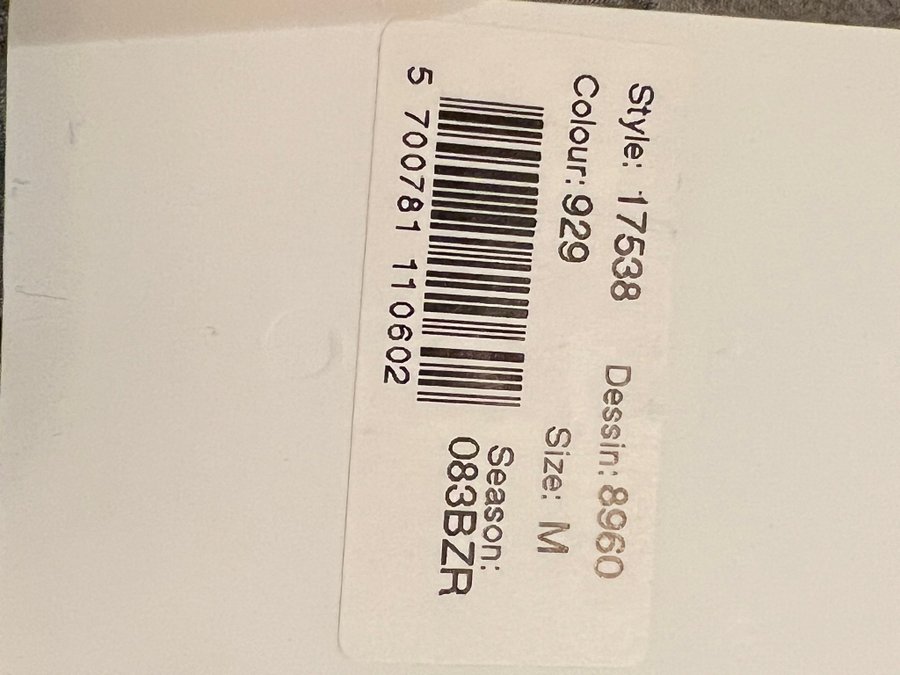 Style: 17538 Dessin: 8960
Colour: 929 Size: M
Season:
083BZR
5 700781 110602